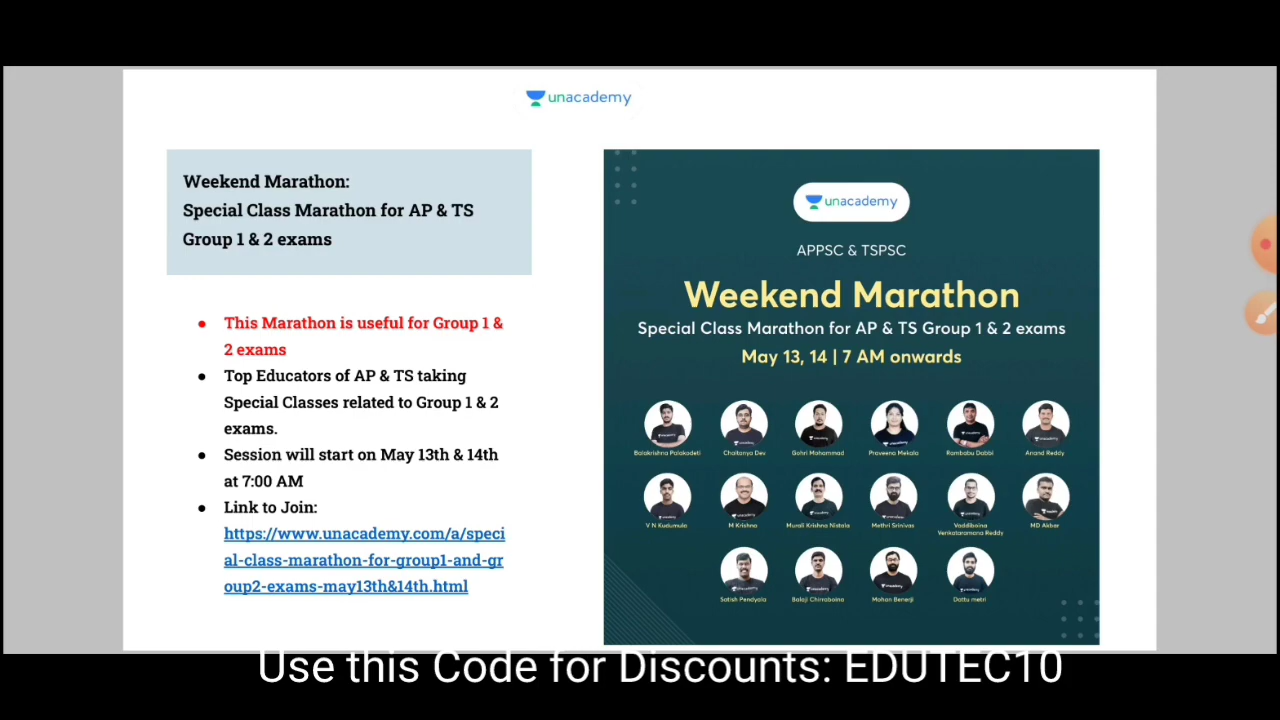 unacademy
Weekend Marathon:
Special Class Marathon for AP & TS
Group 1 & 2 exams
● This Marathon is useful for Group 1 &
2 exams
● Top Educators of AP & TS taking
Special Classes related to Group 1 & 2
exams.
● Session will start on May 13th & 14th
at 7:00 AM
● Link to Join:
https://www.unacademy.com/a/speci
al-class-marathon-for-group1-and-gr
oup2-exams-may13th&14th.html
unacademy
APPSC & TSPSC
Weekend Marathon
Special Class Marathon for AP & TS Group 1 & 2 exams
May 13, 14 | 7 AM onwards
Balakrishna Palakodeti Chaitanya Dev Gohri Mohammad Praveena Mekala Rambabu Dabbi Anand Reddy
V N Kudumula M Krishna Murali Krishna Nistala Methri Srinivas Vaddiboina Venkataramana Reddy MD Akbar
Satish Pendyala Balaji Chirraboina Mohan Benerji Dattu metri
Use this Code for Discounts: EDUTEC10